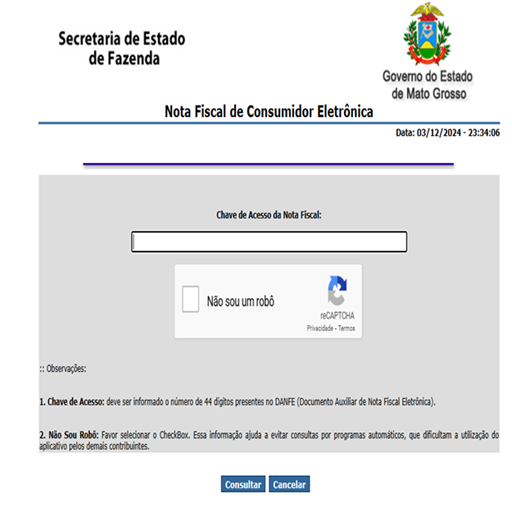 Secretaria de Estado
de Fazenda
Governo do Estado
de Mato Grosso
Nota Fiscal de Consumidor Eletrônica
Data: 03/12/2024 - 23:34:06
Chave de Acesso da Nota Fiscal:
Não sou um robô
reCAPTCHA
Privacidade - Termos
:: Observações:
1. Chave de Acesso: deve ser informado o número de 44 dígitos presentes no DANFE (Documento Auxiliar de Nota Fiscal Eletrônica).
2. Não Sou Robô: Favor selecionar o CheckBox. Essa informação ajuda a evitar consultas por programas automáticos, que dificultam a utilização do
aplicativo pelos demais contribuintes.
Consultar Cancelar